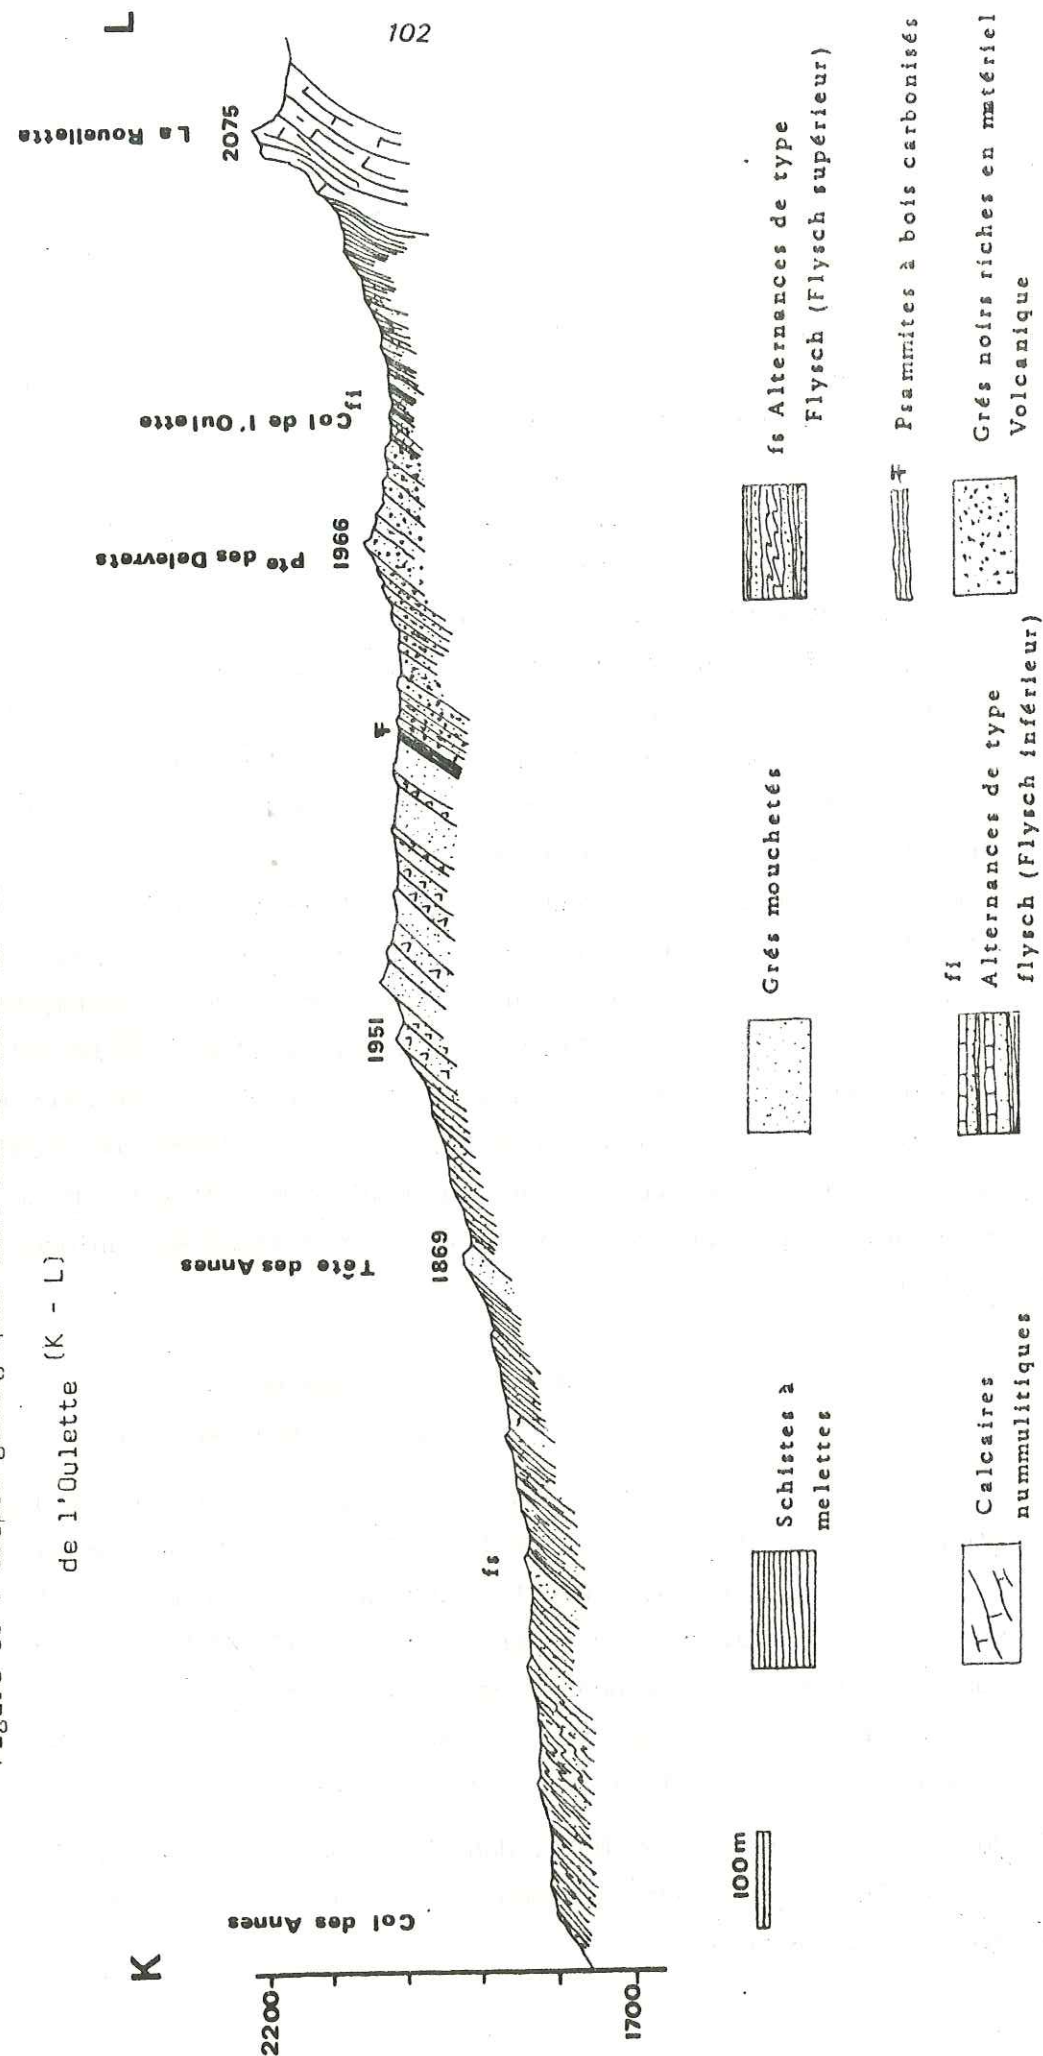 102
de l'Oulette (K - L)
K
L
Col des Annes
Tête des Annes
Pte des Delevrets
Col de l'Oulette
La Rouellette
2200
1700
fs
1869
1951
1966
fi
2075
100m
Schistes à
melettes
Grés mouchetés
fs Alternances de type
Flysch (Flysch supérieur)
Psammites à bois carbonisés
Calcaires
nummulitiques
fi
Alternances de type
flysch (Flysch inférieur)
Grés noirs riches en matériel
Volcanique